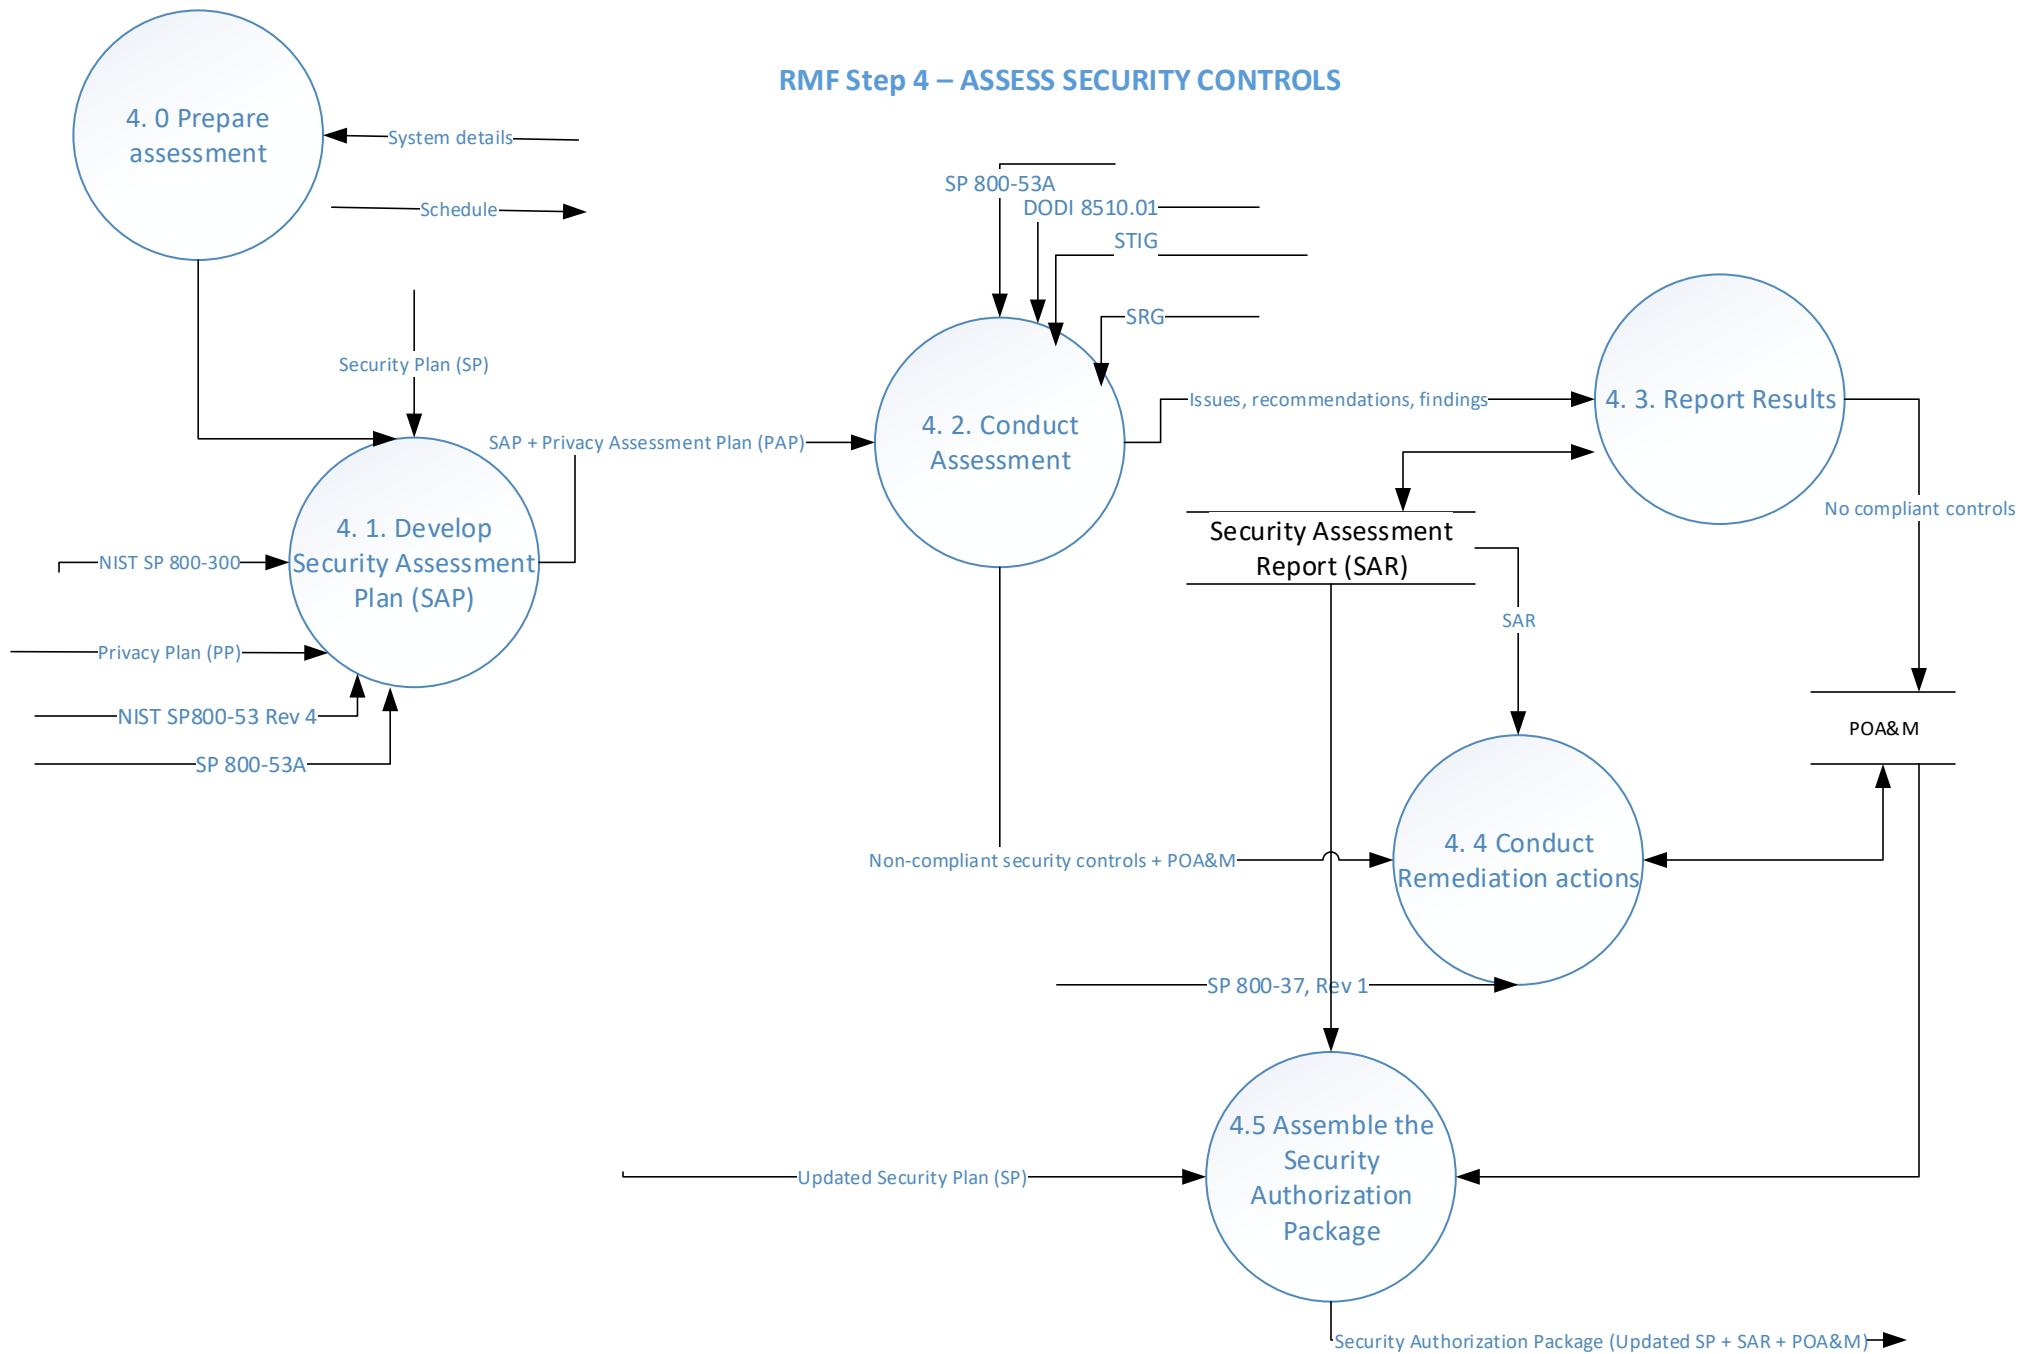 RMF Step 4 – ASSESS SECURITY CONTROLS
4. 0 Prepare
assessment
System details
Schedule
SP 800-53A
DODI 8510.01
STIG
SRG
Security Plan (SP)
SAP + Privacy Assessment Plan (PAP)
4. 2. Conduct
Assessment
Issues, recommendations, findings
4. 3. Report Results
No compliant controls
4. 1. Develop
Security Assessment
Plan (SAP)
NIST SP 800-300
Privacy Plan (PP)
NIST SP800-53 Rev 4
SP 800-53A
Security Assessment
Report (SAR)
SAR
POA&M
Non-compliant security controls + POA&M
4. 4 Conduct
Remediation actions
SP 800-37, Rev 1
4.5 Assemble the
Security
Authorization
Package
Updated Security Plan (SP)
Security Authorization Package (Updated SP + SAR + POA&M)